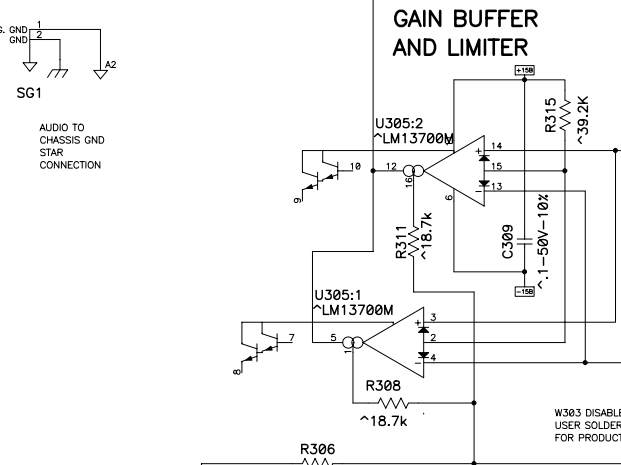 GAIN BUFFER
AND LIMITER
G. GND 1
GND 2
A2
SG1
AUDIO TO
CHASSIS GND
STAR
CONNECTION
+15B
R315
^39.2K
U305:2
^LM13700M
14
10
12
15
16
13
9
6
R311
^18.7k
C309
^.1-50V-10%
-15B
U305:1
^LM13700M
3
7
5
2
1
4
8
R308
^18.7k
W303 DISABLE
USER SOLDER
FOR PRODUCT
R306